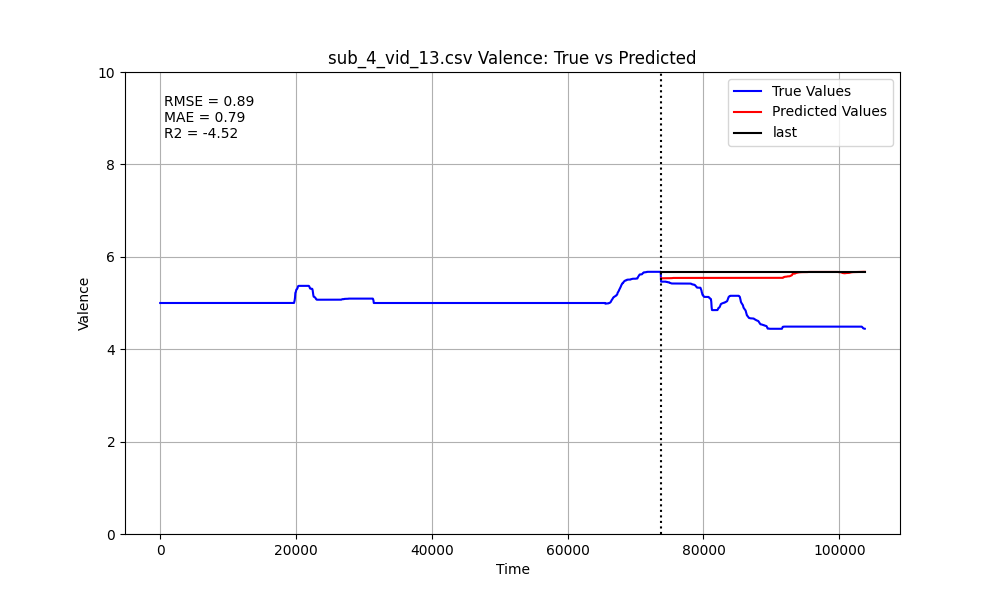 sub_4_vid_13.csv Valence: True vs Predicted
RMSE = 0.89
MAE = 0.79
R2 = -4.52
True Values
Predicted Values
last
10
8
6
4
2
0
Valence
0
20000
40000
60000
80000
100000
Time